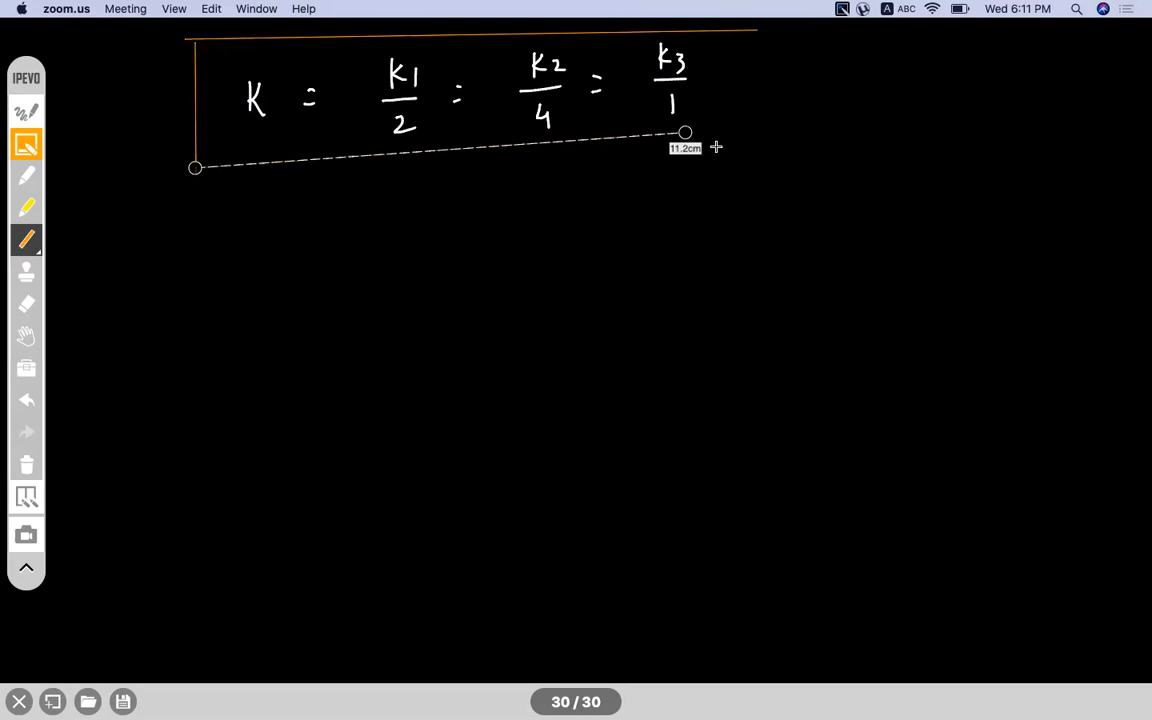 zoom.us Meeting View Edit Window Help A ABC Wed 6:11 PM
IPEVO
K = K1/2 = K2/4 = K3/1
11.2cm
30 / 30